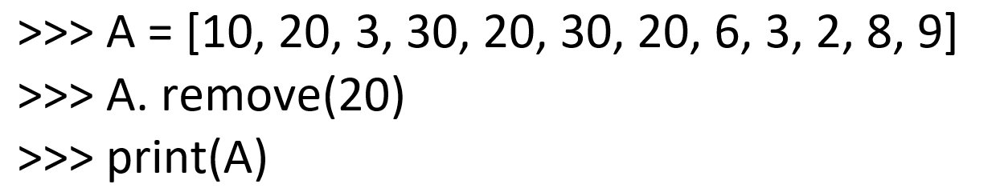 >>> A = [10, 20, 3, 30, 20, 30, 20, 6, 3, 2, 8, 9]
>>> A. remove(20)
>>> print(A)